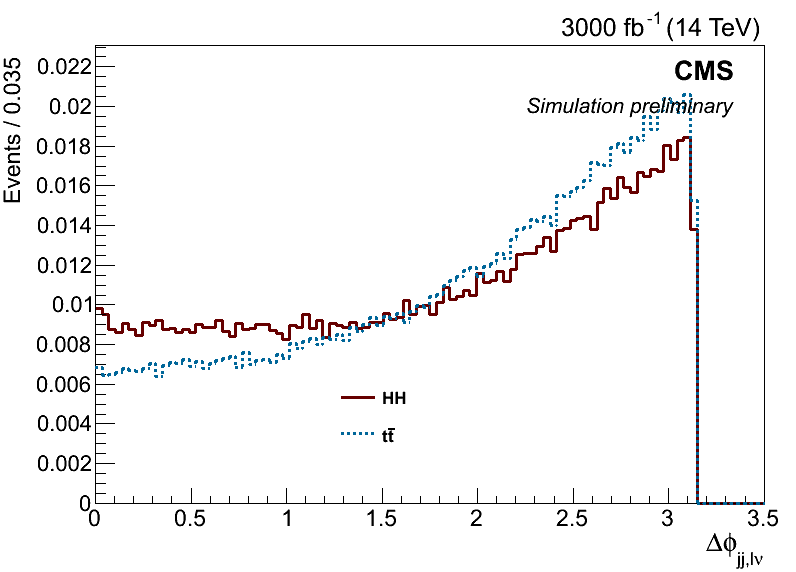 3000 fb⁻¹ (14 TeV)
CMS
Simulation preliminary
Events / 0.035
0.022
0.02
0.018
0.016
0.014
0.012
0.01
0.008
0.006
0.004
0.002
0
HH
tt̅
0 0.5 1 1.5 2 2.5 3 3.5
Δϕjj,lν